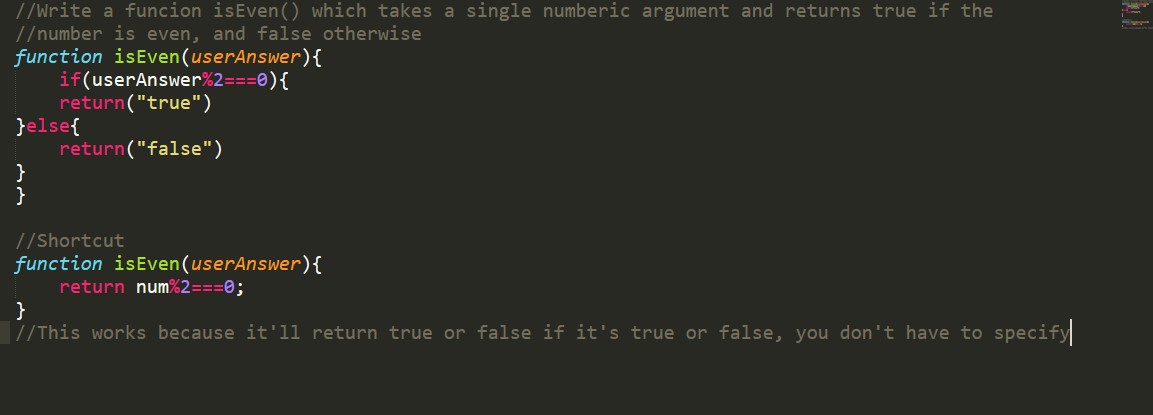 //Write a funcion isEven() which takes a single numberic argument and returns true if the
//number is even, and false otherwise
function isEven(userAnswer){
    if(userAnswer%2===0){
    return("true")
}else{
    return("false")
}
}

//Shortcut
function isEven(userAnswer){
    return num%2===0;
}
//This works because it'll return true or false if it's true or false, you don't have to specify